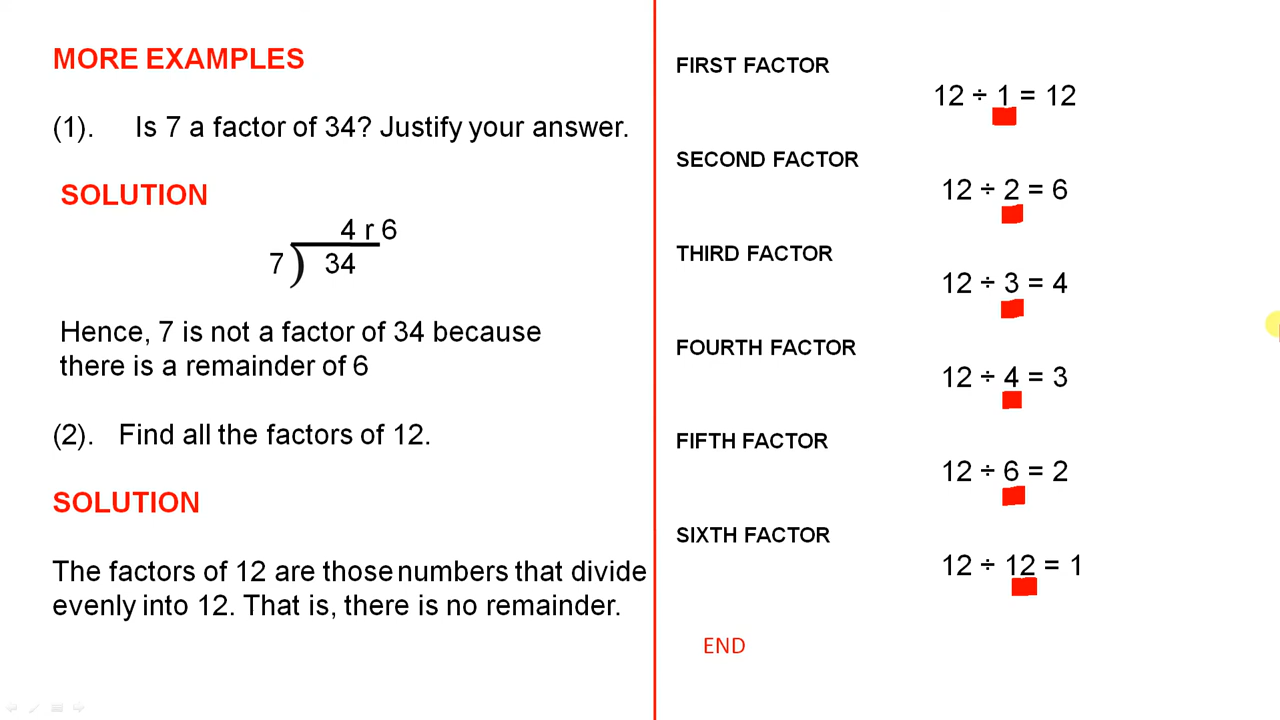 MORE EXAMPLES
(1). Is 7 a factor of 34? Justify your answer.
SOLUTION
4 r 6
7 ) 34
Hence, 7 is not a factor of 34 because
there is a remainder of 6
(2). Find all the factors of 12.
SOLUTION
The factors of 12 are those numbers that divide
evenly into 12. That is, there is no remainder.
FIRST FACTOR
12 ÷ 1 = 12
SECOND FACTOR
12 ÷ 2 = 6
THIRD FACTOR
12 ÷ 3 = 4
FOURTH FACTOR
12 ÷ 4 = 3
FIFTH FACTOR
12 ÷ 6 = 2
SIXTH FACTOR
12 ÷ 12 = 1
END